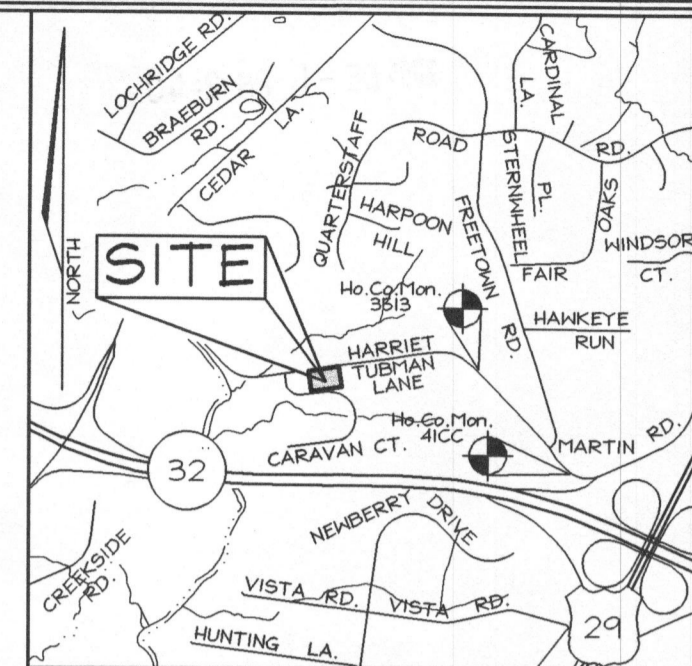 LOCHRIDGE RD.
BRAEBURN
RD.
CEDAR
LA.
CARDINAL
LA.
QUARTERSTAFF
ROAD
STERNWHEEL
PL.
RD.
OAKS
HARPOON
HILL
FREETOWN
RD.
WINDSOR
CT.
FAIR
NORTH
SITE
Ho.Co.Mon.
3513
HAWKEYE
RUN
HARRIET
TUBMAN
LANE
Ho.Co.Mon.
41CC
CARAVAN CT.
MARTIN RD.
32
NEWBERRY DRIVE
CREEKSIDE
RD.
VISTA RD.
VISTA RD.
HUNTING LA.
29